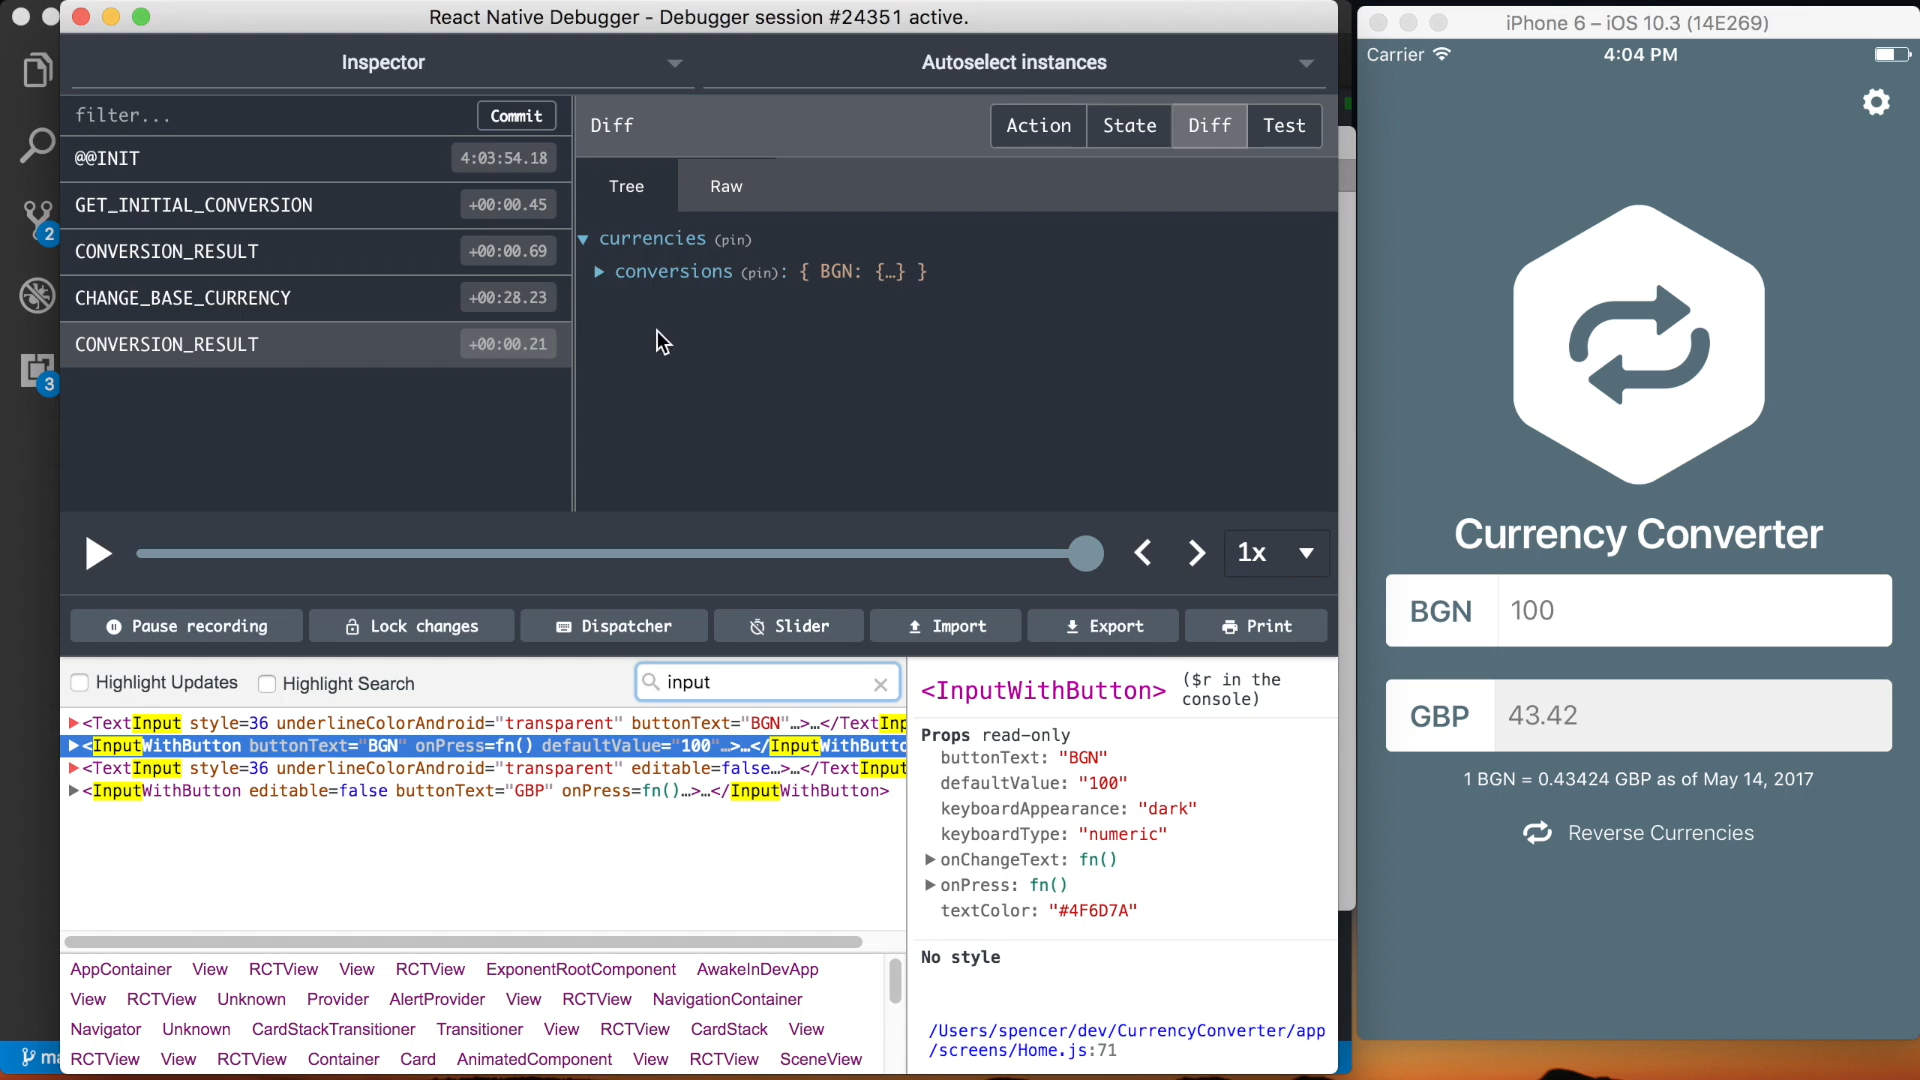 React Native Debugger - Debugger session #24351 active.
Inspector
Autoselect instances
filter...
Commit
@@INIT 4:03:54.18
GET_INITIAL_CONVERSION +00:00.45
CONVERSION_RESULT +00:00.69
CHANGE_BASE_CURRENCY +00:28.23
CONVERSION_RESULT +00:00.21
Diff
Action State Diff Test
Tree Raw
currencies (pin)
conversions (pin): { BGN: {…} }
1x
Pause recording Lock changes Dispatcher Slider Import Export Print
Highlight Updates Highlight Search
input
<TextInput style=36 underlineColorAndroid="transparent" buttonText="BGN"…>…</TextInp
<InputWithButton buttonText="BGN" onPress=fn() defaultValue="100"…>…</InputWithButto
<TextInput style=36 underlineColorAndroid="transparent" editable=false…>…</TextInput
<InputWithButton editable=false buttonText="GBP" onPress=fn()…>…</InputWithButton>
AppContainer View RCTView View RCTView ExponentRootComponent AwakeInDevApp
View RCTView Unknown Provider AlertProvider View RCTView NavigationContainer
Navigator Unknown CardStackTransitioner Transitioner View RCTView CardStack View
RCTView View RCTView Container Card AnimatedComponent View RCTView SceneView
<InputWithButton> ($r in the
console)
Props read-only
buttonText: "BGN"
defaultValue: "100"
keyboardAppearance: "dark"
keyboardType: "numeric"
onChangeText: fn()
onPress: fn()
textColor: "#4F6D7A"
No style
/Users/spencer/dev/CurrencyConverter/app
/screens/Home.js:71
2
3
ma
iPhone 6 – iOS 10.3 (14E269)
Carrier 4:04 PM
Currency Converter
BGN 100
GBP 43.42
1 BGN = 0.43424 GBP as of May 14, 2017
Reverse Currencies